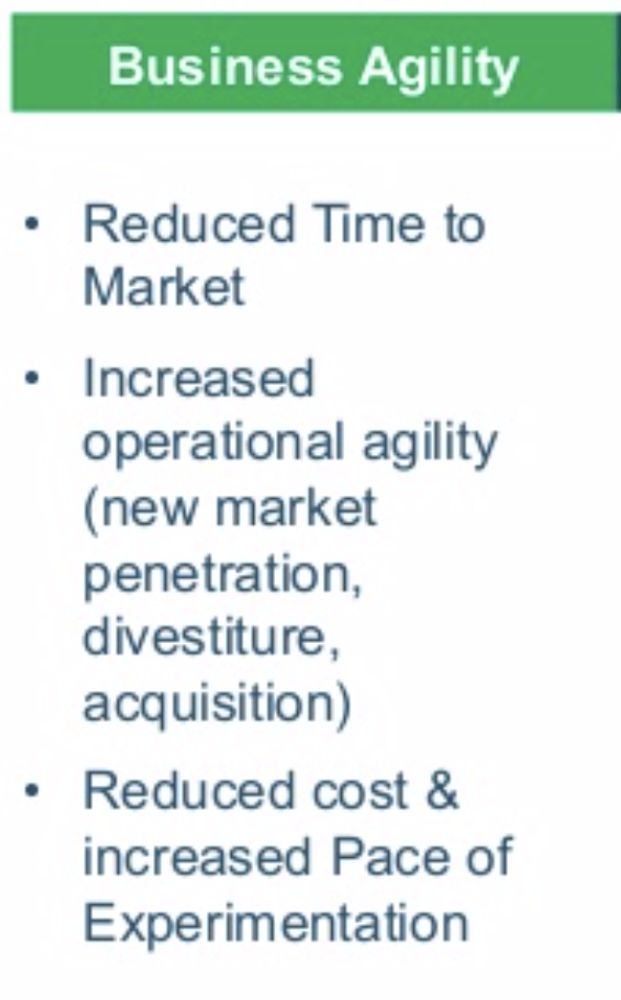 Business Agility
• Reduced Time to
Market
• Increased
operational agility
(new market
penetration,
divestiture,
acquisition)
• Reduced cost &
increased Pace of
Experimentation